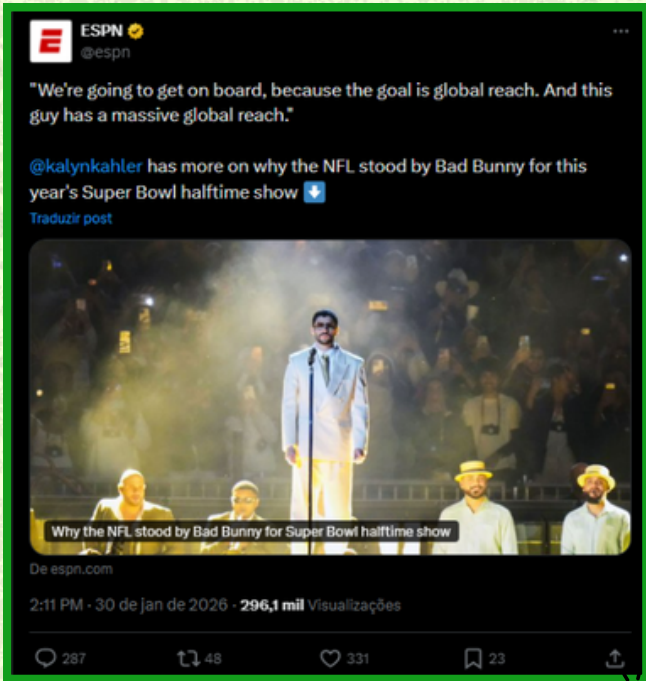 ESPN
@espn
"We're going to get on board, because the goal is global reach. And this
guy has a massive global reach."
@kalynkahler has more on why the NFL stood by Bad Bunny for this
year's Super Bowl halftime show
Traduzir post
Why the NFL stood by Bad Bunny for Super Bowl halftime show
De espn.com
2:11 PM · 30 de jan de 2026 · 296,1 mil Visualizações
287 48 331 23